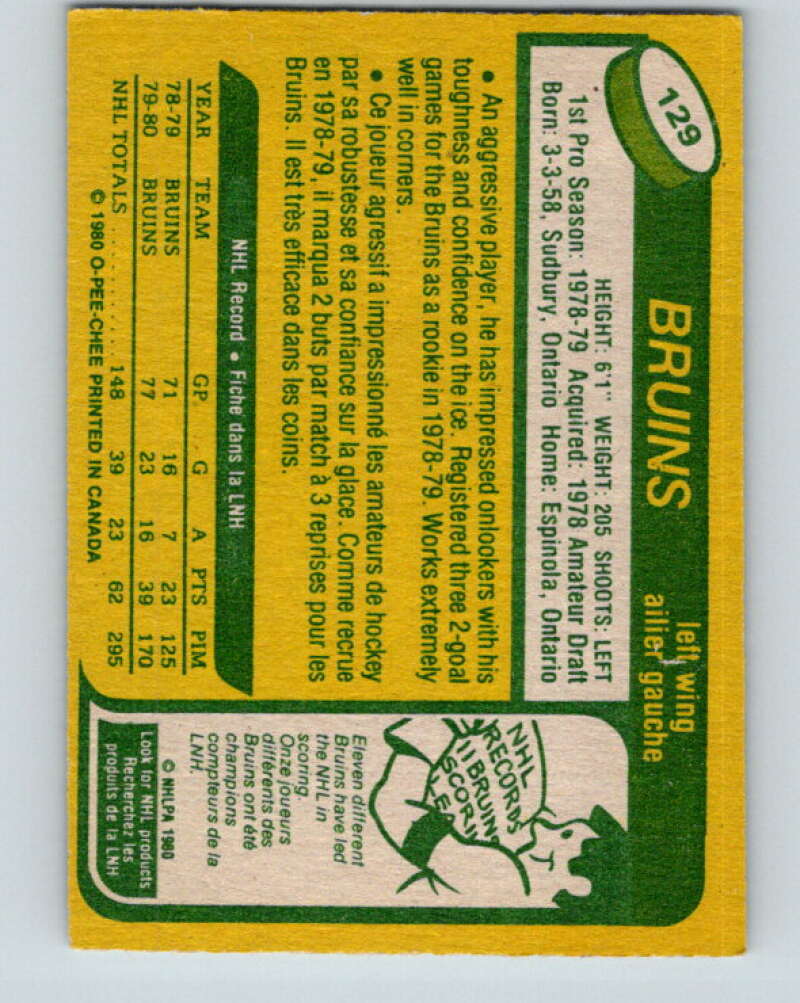 129
BRUINS
left wing
ailier gauche
HEIGHT: 6'1" WEIGHT: 205 SHOOTS: LEFT
1st Pro Season: 1978-79 Acquired: 1978 Amateur Draft
Born: 3-3-58, Sudbury, Ontario Home: Espinola, Ontario
• An aggressive player, he has impressed onlookers with his
toughness and confidence on the ice. Registered three 2-goal
games for the Bruins as a rookie in 1978-79. Works extremely
well in corners.
• Ce joueur agressif a impressionné les amateurs de hockey
par sa robustesse et sa confiance sur la glace. Comme recrue
en 1978-79, il marqua 2 buts par match à 3 reprises pour les
Bruins. Il est très efficace dans les coins.
NHL Record • Fiche dans la LNH
YEAR TEAM GP G A PTS PIM
78-79 BRUINS 71 16 7 23 125
79-80 BRUINS 77 23 16 39 170
NHL TOTALS .......... 148 39 23 62 295
© 1980 O-PEE-CHEE PRINTED IN CANADA
NHL
RECORDS
11 BRUINS
SCORIN
LEA
Eleven different
Bruins have led
the NHL in
scoring.
Onze joueurs
différents des
Bruins ont été
champions
compteurs de la
LNH.
© NHLPA 1980
Look for NHL products
Recherchez les
produits de la LNH